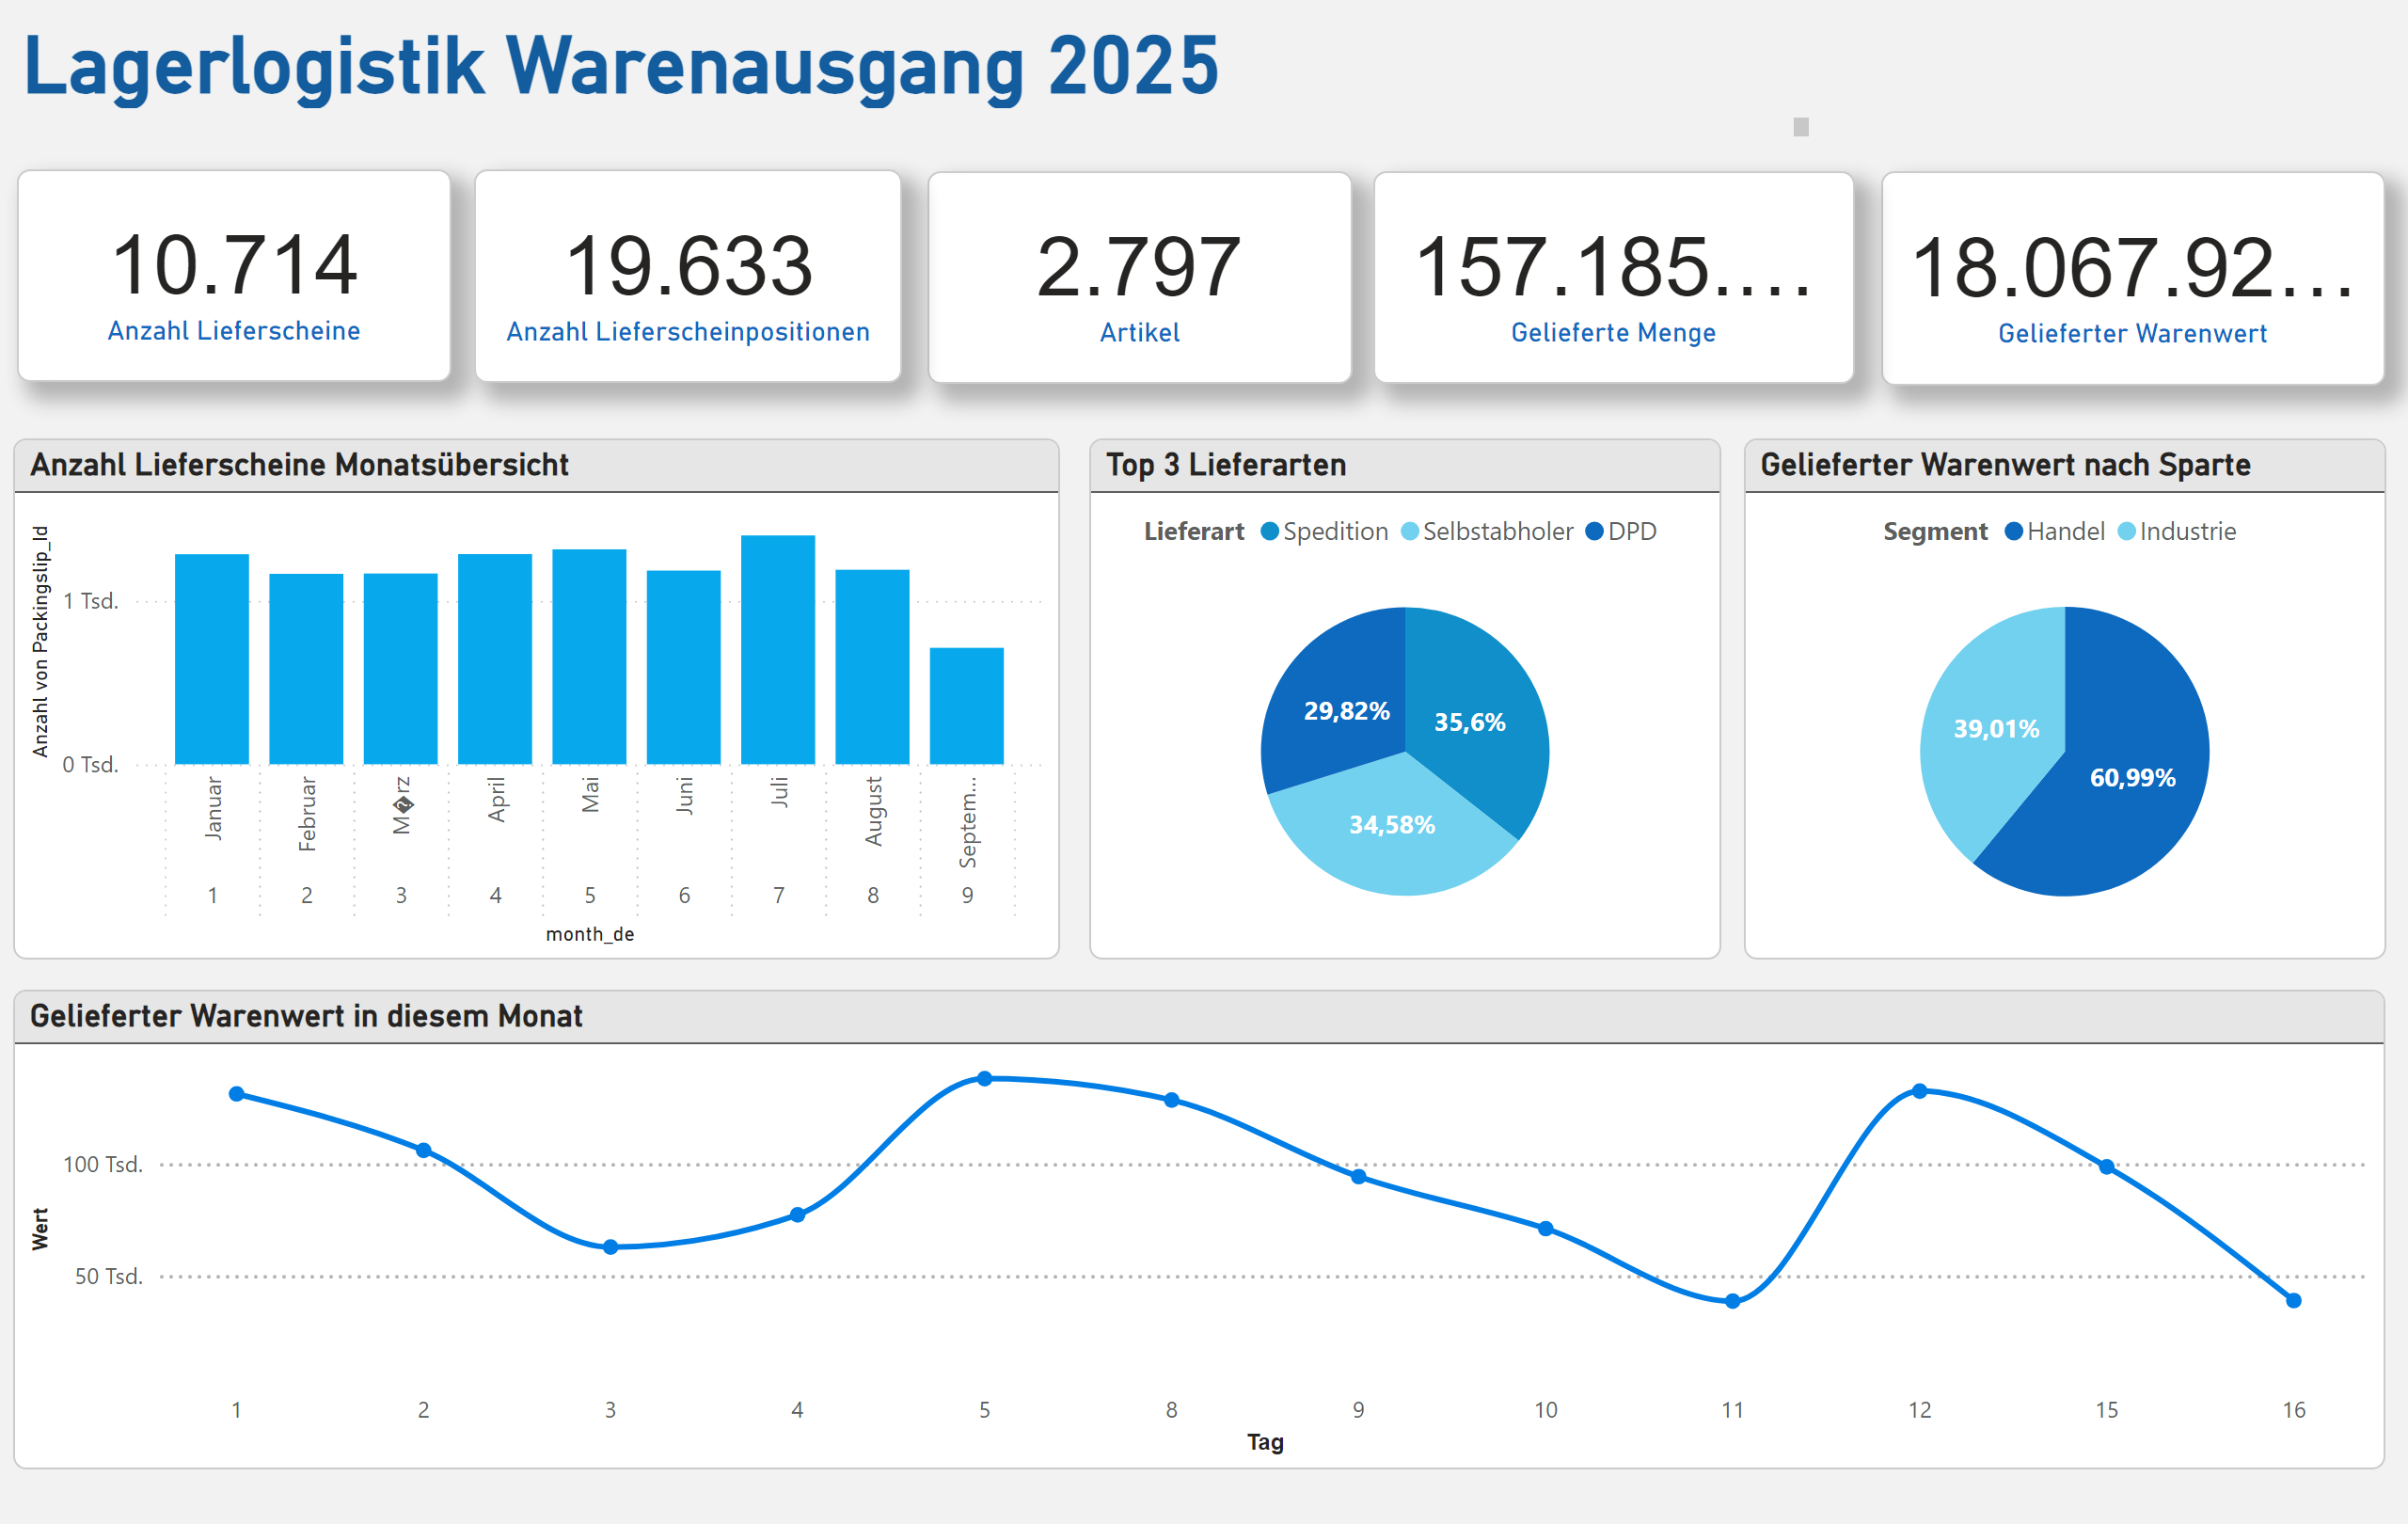 Lagerlogistik Warenausgang 2025
10.714
Anzahl Lieferscheine
19.633
Anzahl Lieferscheinpositionen
2.797
Artikel
157.185....
Gelieferte Menge
18.067.92...
Gelieferter Warenwert
Anzahl Lieferscheine Monatsübersicht
Anzahl von Packingslip_Id
1 Tsd.
0 Tsd.
Januar
Februar
M�rz
April
Mai
Juni
Juli
August
Septem...
1 2 3 4 5 6 7 8 9
month_de
Top 3 Lieferarten
Lieferart Spedition Selbstabholer DPD
29,82%
35,6%
34,58%
Gelieferter Warenwert nach Sparte
Segment Handel Industrie
39,01%
60,99%
Gelieferter Warenwert in diesem Monat
Wert
100 Tsd.
50 Tsd.
1 2 3 4 5 8 9 10 11 12 15 16
Tag